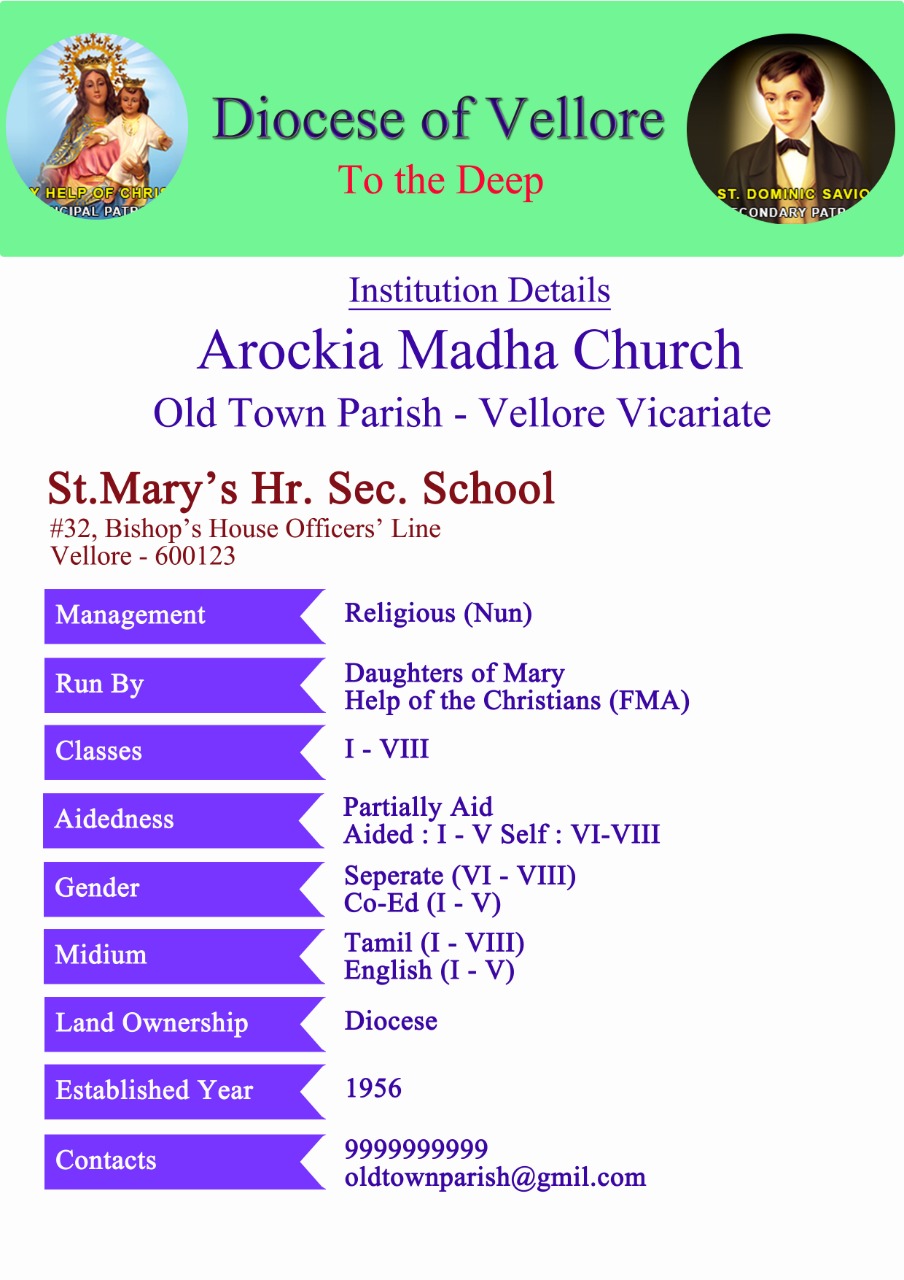 Diocese of Vellore
To the Deep
Y HELP OF CHRIS
CIPAL PATR
ST. DOMINIC SAVIO
CONDARY PATR
Institution Details
Arockia Madha Church
Old Town Parish - Vellore Vicariate
St.Mary’s Hr. Sec. School
#32, Bishop’s House Officers’ Line
Vellore - 600123
Management
Religious (Nun)
Run By
Daughters of Mary
Help of the Christians (FMA)
Classes
I - VIII
Aidedness
Partially Aid
Aided : I - V Self : VI-VIII
Gender
Seperate (VI - VIII)
Co-Ed (I - V)
Midium
Tamil (I - VIII)
English (I - V)
Land Ownership
Diocese
Established Year
1956
Contacts
9999999999
oldtownparish@gmil.com